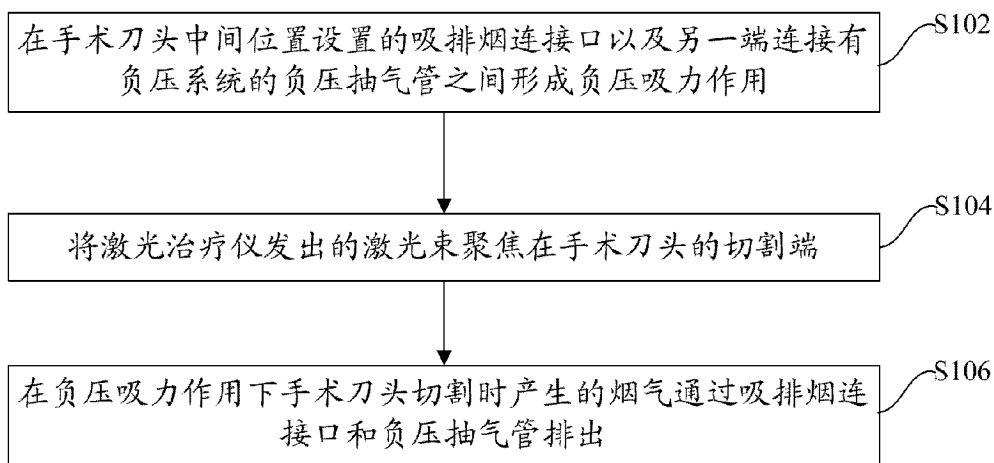 在手术刀头中间位置设置的吸排烟连接口以及另一端连接有
负压系统的负压抽气管之间形成负压吸力作用
S102
将激光治疗仪发出的激光束聚焦在手术刀头的切割端
S104
在负压吸力作用下手术刀头切割时产生的烟气通过吸排烟连
接口和负压抽气管排出
S106